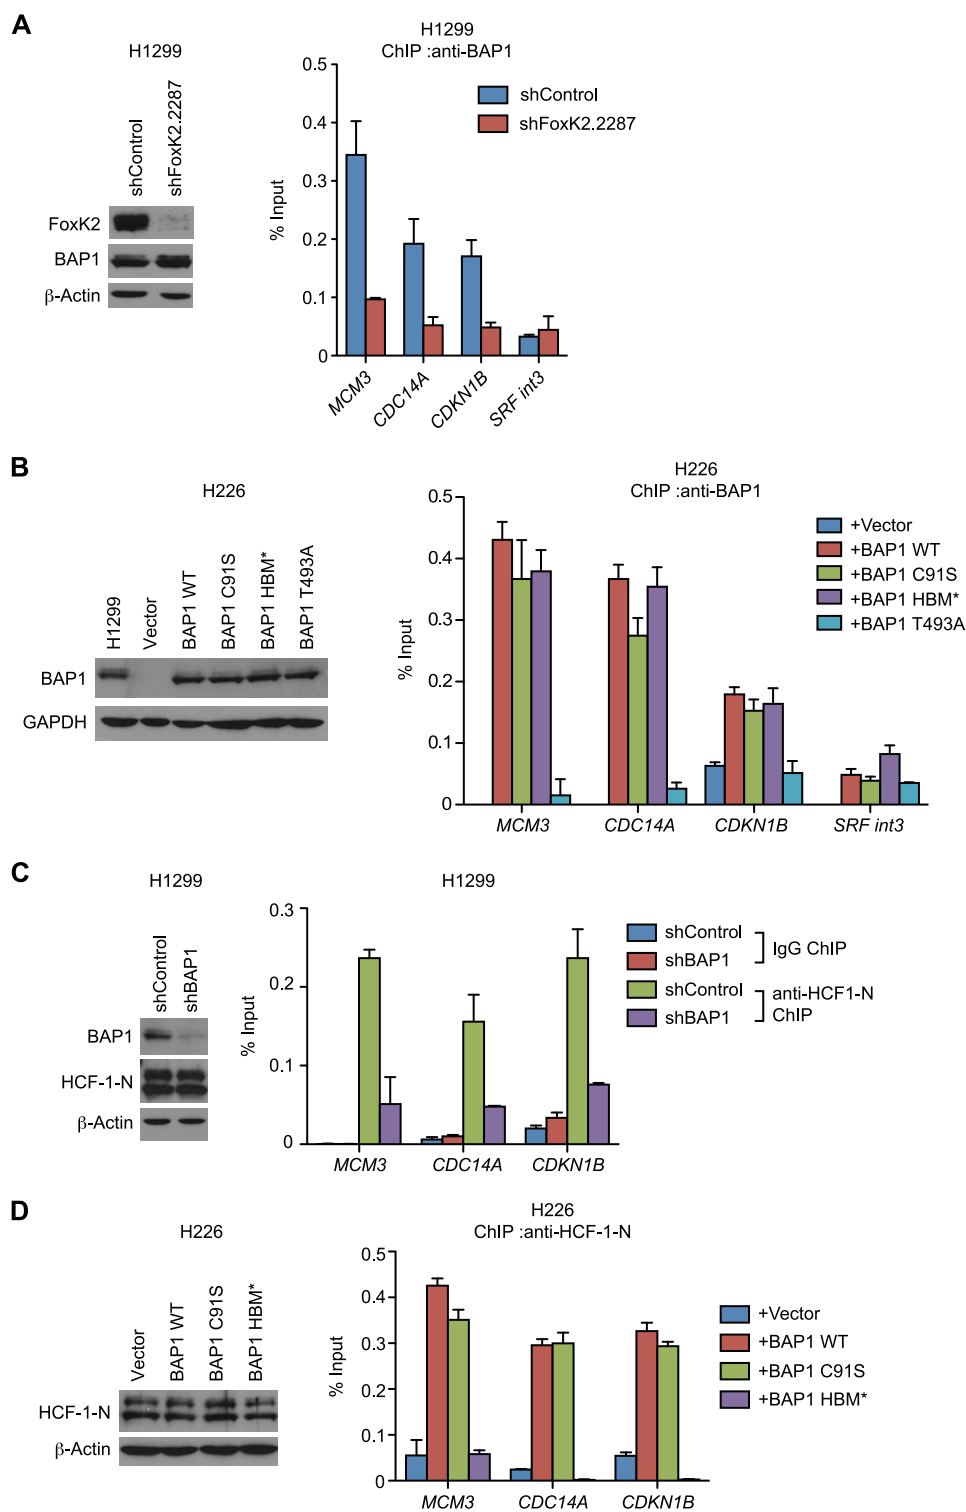 A
H1299
shControl
shFoxK2.2287
FoxK2
BAP1
β-Actin
H1299
ChIP :anti-BAP1
0.5
0.4
0.3
0.2
0.1
0
% Input
shControl
shFoxK2.2287
MCM3
CDC14A
CDKN1B
SRF int3
B
H226
H1299
Vector
BAP1 WT
BAP1 C91S
BAP1 HBM*
BAP1 T493A
BAP1
GAPDH
H226
ChIP :anti-BAP1
0.5
0.4
0.3
0.2
0.1
0
% Input
+Vector
+BAP1 WT
+BAP1 C91S
+BAP1 HBM*
+BAP1 T493A
MCM3
CDC14A
CDKN1B
SRF int3
C
H1299
shControl
shBAP1
BAP1
HCF-1-N
β-Actin
H1299
0.3
0.2
0.1
0
% Input
shControl
shBAP1
IgG ChIP
shControl
shBAP1
anti-HCF1-N
ChIP
MCM3
CDC14A
CDKN1B
D
H226
Vector
BAP1 WT
BAP1 C91S
BAP1 HBM*
HCF-1-N
β-Actin
H226
ChIP :anti-HCF-1-N
0.5
0.4
0.3
0.2
0.1
0
% Input
+Vector
+BAP1 WT
+BAP1 C91S
+BAP1 HBM*
MCM3
CDC14A
CDKN1B